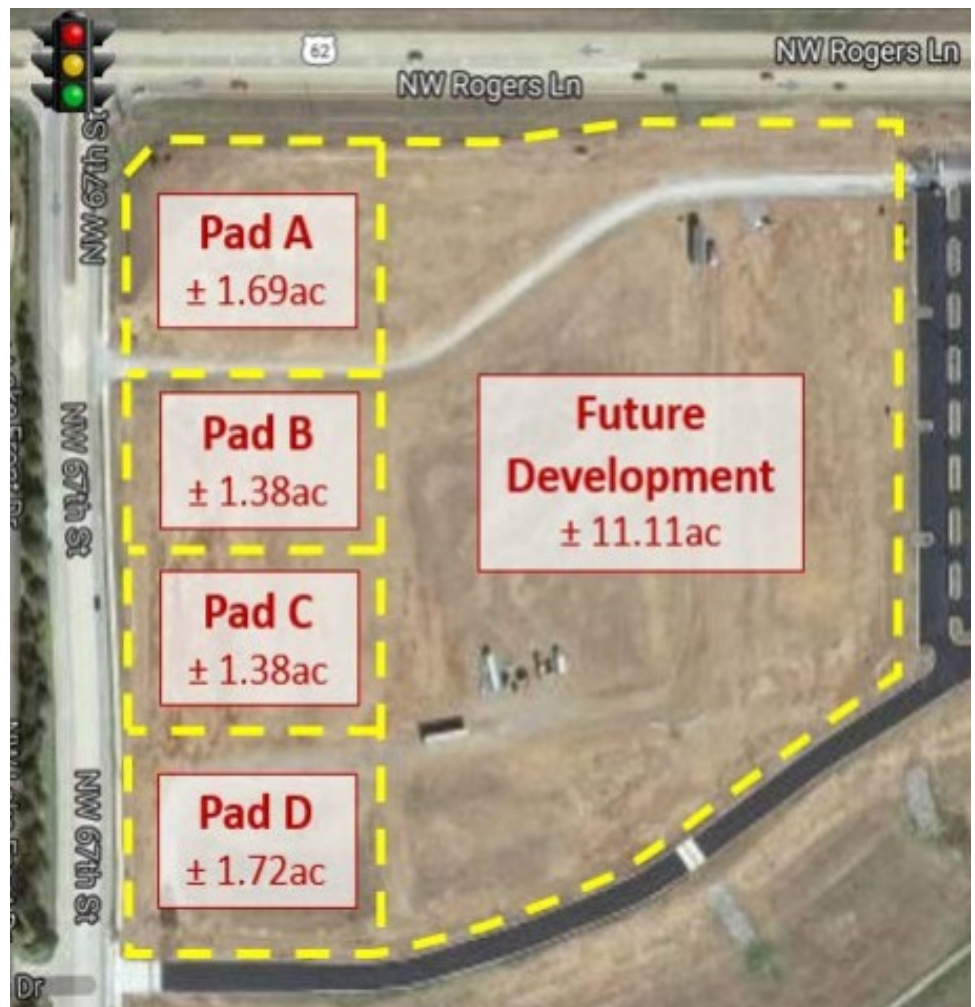 62
NW Rogers Ln
NW Rogers Ln
NW 67th St
Pad A
± 1.69ac
Pad B
± 1.38ac
Future
Development
± 11.11ac
NW 67th St
Pad C
± 1.38ac
NW 67th St
Pad D
± 1.72ac
Dr